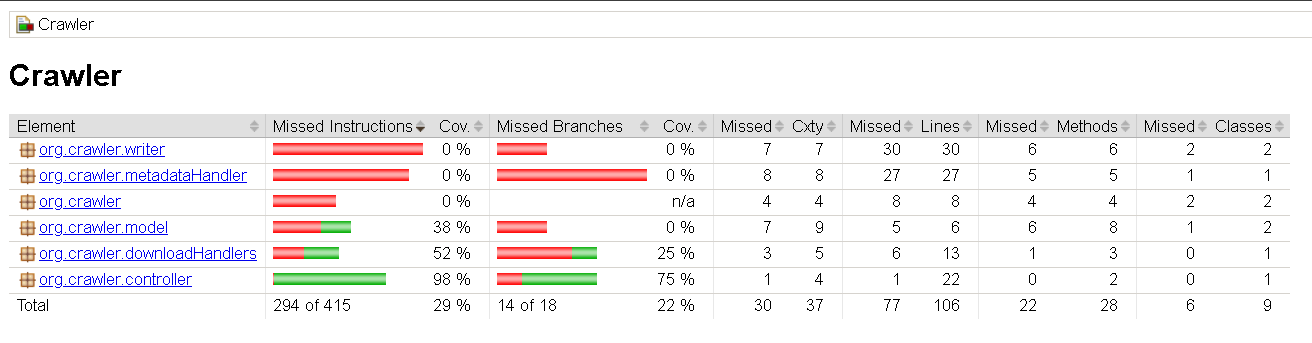 Crawler
Crawler
Element Missed Instructions Cov. Missed Branches Cov. Missed Cxty Missed Lines Missed Methods Missed Classes
org.crawler.writer 0 % 0 % 7 7 30 30 6 6 2 2
org.crawler.metadataHandler 0 % 0 % 8 8 27 27 5 5 1 1
org.crawler 0 % n/a 4 4 8 8 4 4 2 2
org.crawler.model 38 % 0 % 7 9 5 6 6 8 1 2
org.crawler.downloadHandlers 52 % 25 % 3 5 6 13 1 3 0 1
org.crawler.controller 98 % 75 % 1 4 1 22 0 2 0 1
Total 294 of 415 29 % 14 of 18 22 % 30 37 77 106 22 28 6 9